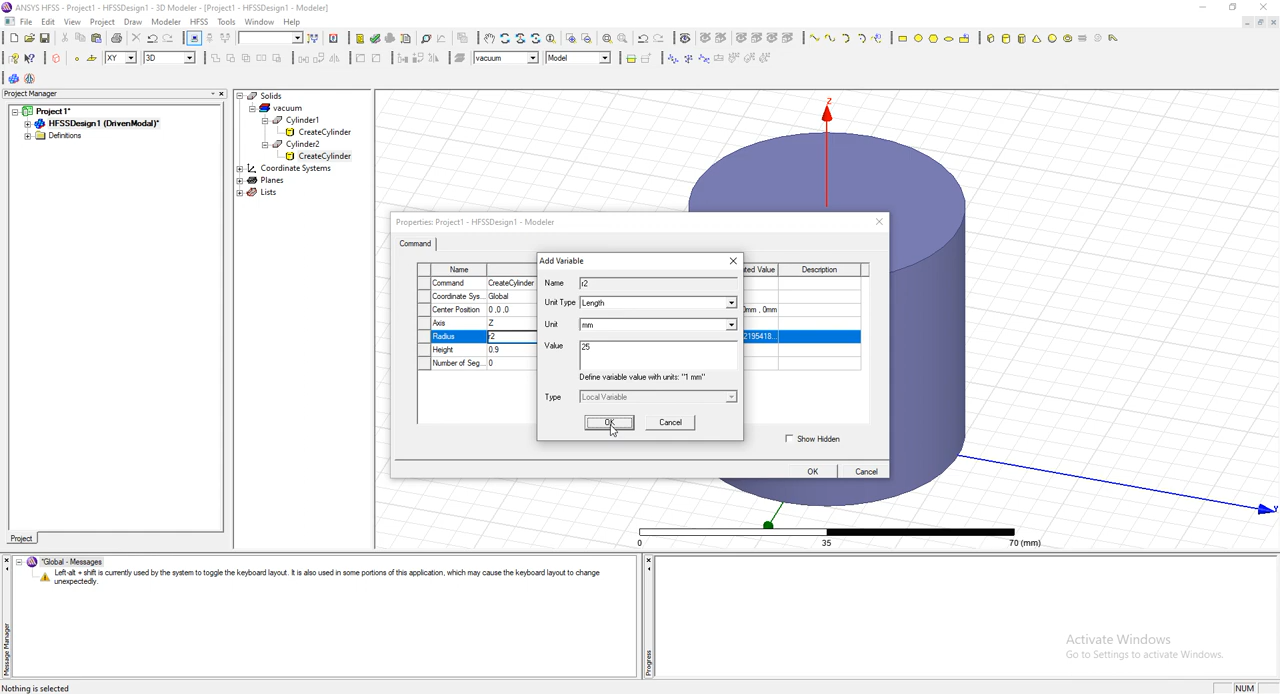 ANSYS HFSS - Project1 - HFSSDesign1 - 3D Modeler - [Project1 - HFSSDesign1 - Modeler]
File Edit View Project Draw Modeler HFSS Tools Window Help
XY 3D vacuum Model
Project Manager
Project1*
HFSSDesign1 (DrivenModal)*
Definitions
Project
Solids
vacuum
Cylinder1
CreateCylinder
Cylinder2
CreateCylinder
Coordinate Systems
Planes
Lists
Z
Properties: Project1 - HFSSDesign1 - Modeler
Command
Name ted Value Description
Command CreateCylinder
Coordinate Sys... Global
Center Position 0 ,0 ,0 0mm , 0mm
Axis Z
Radius r2 2195418...
Height 0.9
Number of Seg... 0
Show Hidden
OK Cancel
Add Variable
Name r2
Unit Type Length
Unit mm
Value 25
Define variable value with units: "1 mm"
Type Local Variable
OK Cancel
0 35 70 (mm)
Y
*Global - Messages
Left-alt + shift is currently used by the system to toggle the keyboard layout. It is also used in some portions of this application, which may cause the keyboard layout to change
unexpectedly.
Message Manager
Progress
Activate Windows
Go to Settings to activate Windows.
Nothing is selected
NUM